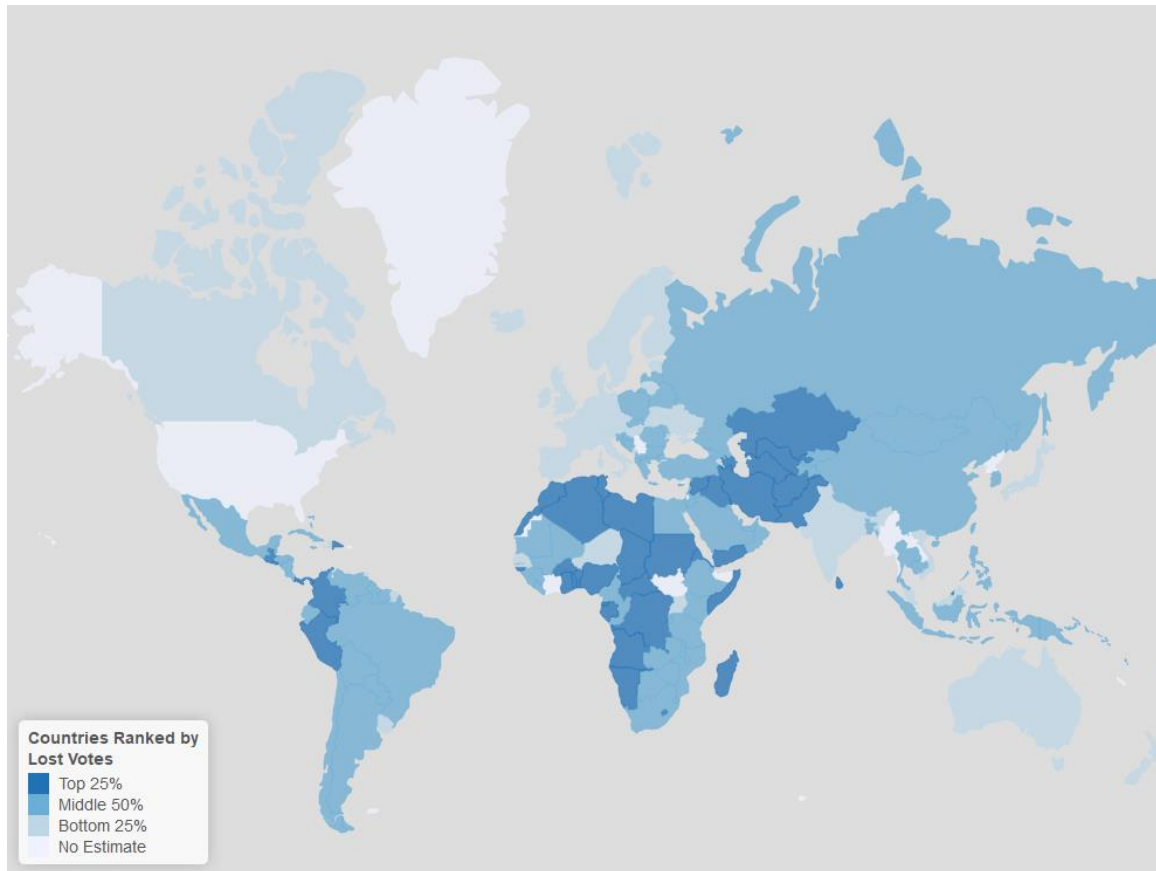 Countries Ranked by
Lost Votes
Top 25%
Middle 50%
Bottom 25%
No Estimate